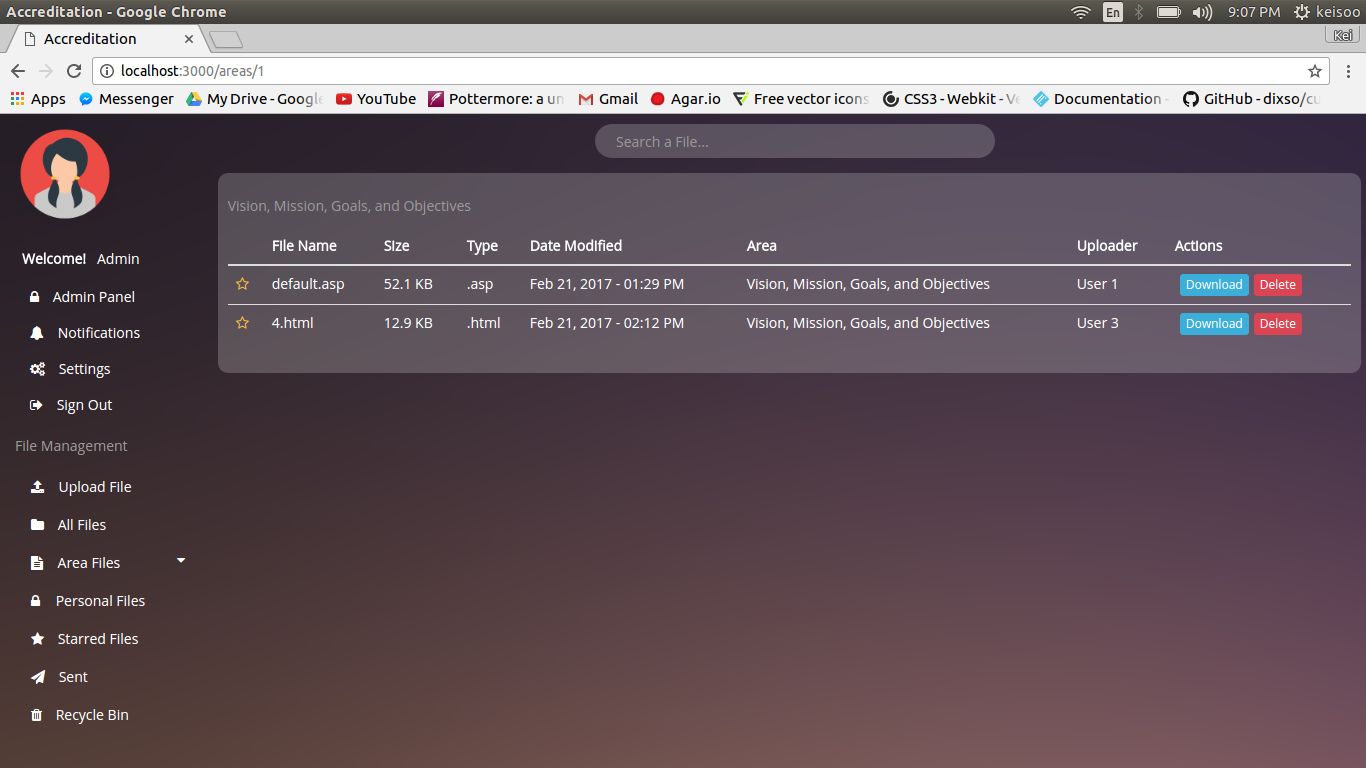 Accreditation - Google Chrome
En
9:07 PM
keisoo
Accreditation
Kei
localhost:3000/areas/1
Apps
Messenger
My Drive - Google
YouTube
Pottermore: a un
Gmail
Agar.io
Free vector icons
CSS3 - Webkit - Ve
Documentation -
GitHub - dixso/cu
Search a File...
Vision, Mission, Goals, and Objectives
File Name Size Type Date Modified Area Uploader Actions
default.asp 52.1 KB .asp Feb 21, 2017 - 01:29 PM Vision, Mission, Goals, and Objectives User 1 Download Delete
4.html 12.9 KB .html Feb 21, 2017 - 02:12 PM Vision, Mission, Goals, and Objectives User 3 Download Delete
Welcome! Admin
Admin Panel
Notifications
Settings
Sign Out
File Management
Upload File
All Files
Area Files
Personal Files
Starred Files
Sent
Recycle Bin